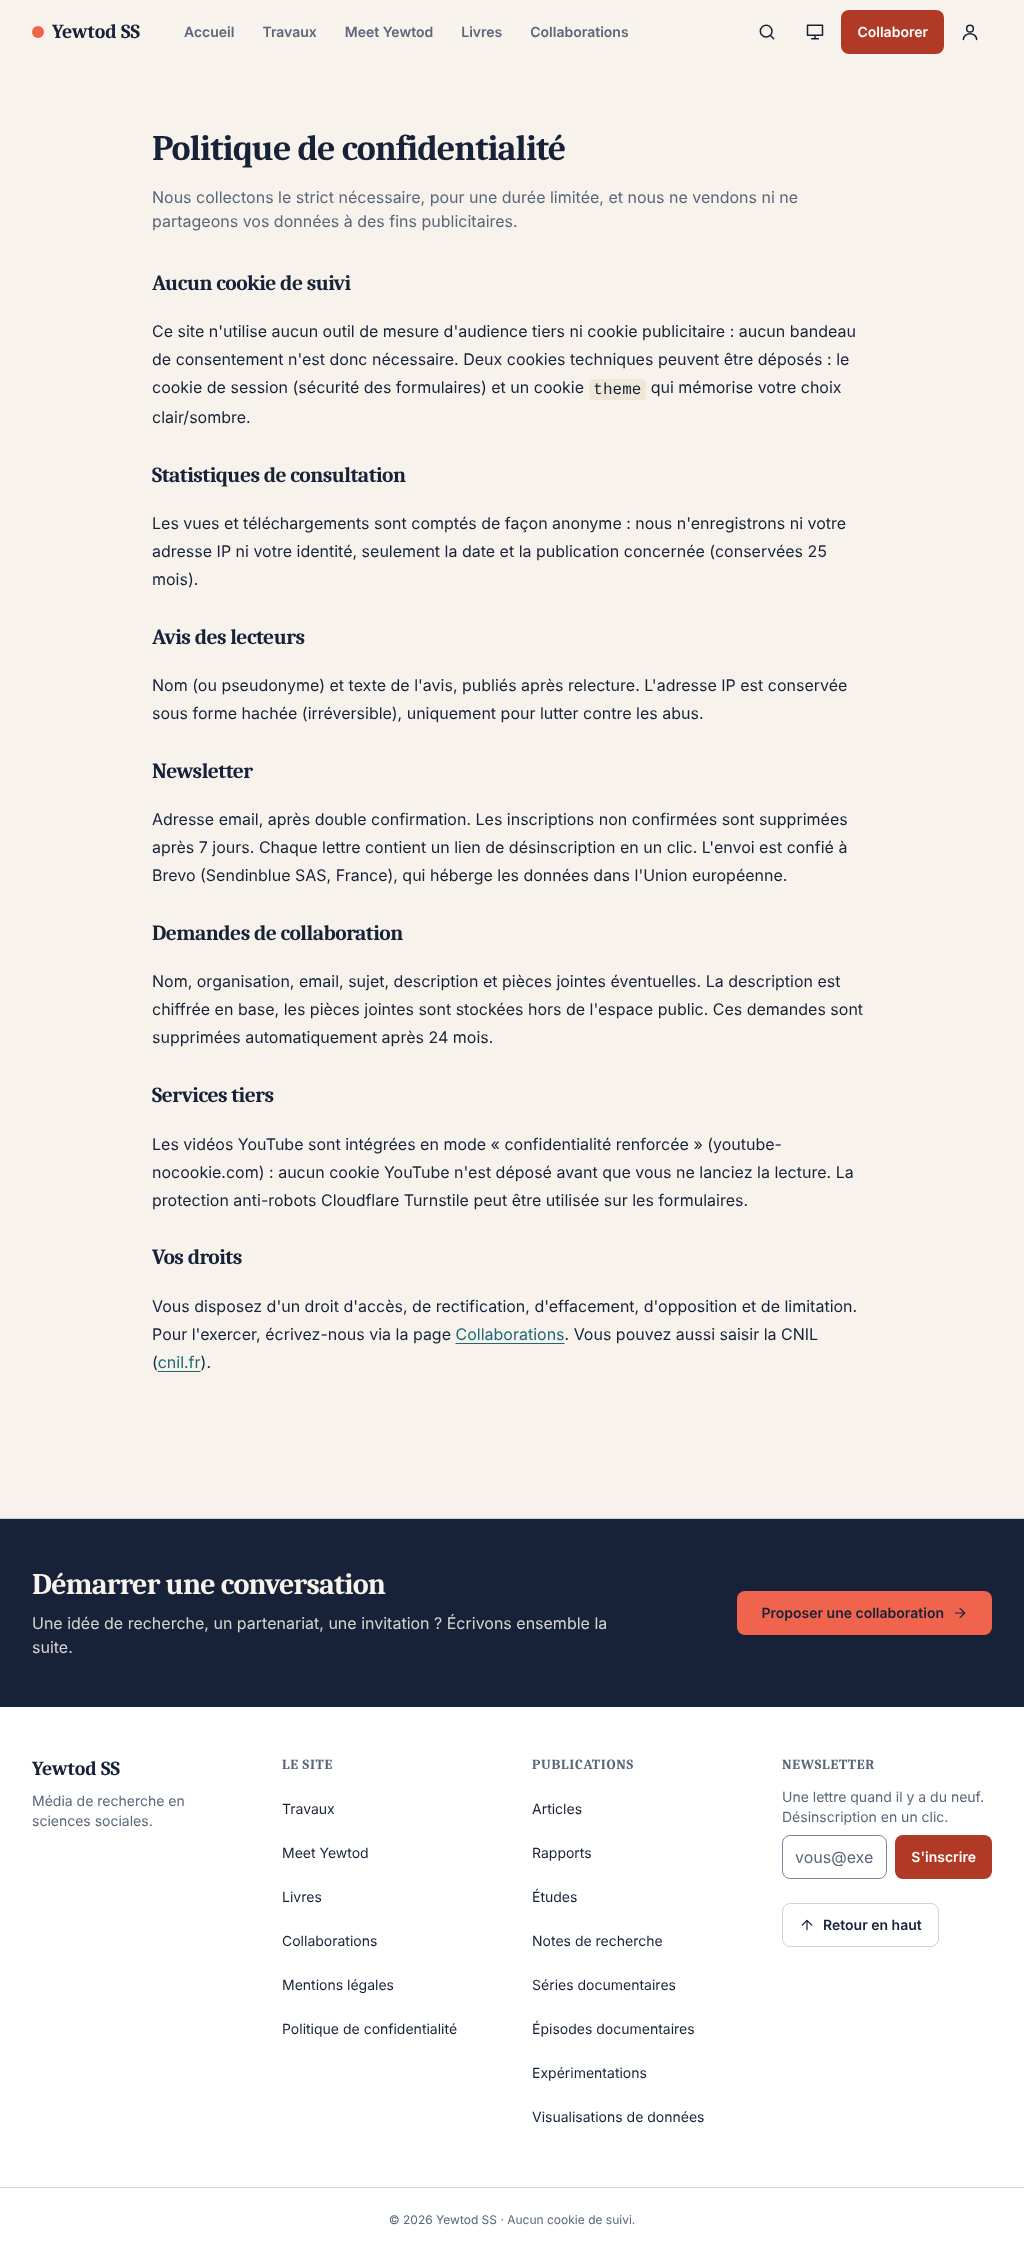 Yewtod SS
Accueil
Travaux
Meet Yewtod
Livres
Collaborations
Collaborer
Politique de confidentialité
Nous collectons le strict nécessaire, pour une durée limitée, et nous ne vendons ni ne
partageons vos données à des fins publicitaires.
Aucun cookie de suivi
Ce site n'utilise aucun outil de mesure d'audience tiers ni cookie publicitaire : aucun bandeau
de consentement n'est donc nécessaire. Deux cookies techniques peuvent être déposés : le
cookie de session (sécurité des formulaires) et un cookie theme qui mémorise votre choix
clair/sombre.
Statistiques de consultation
Les vues et téléchargements sont comptés de façon anonyme : nous n'enregistrons ni votre
adresse IP ni votre identité, seulement la date et la publication concernée (conservées 25
mois).
Avis des lecteurs
Nom (ou pseudonyme) et texte de l'avis, publiés après relecture. L'adresse IP est conservée
sous forme hachée (irréversible), uniquement pour lutter contre les abus.
Newsletter
Adresse email, après double confirmation. Les inscriptions non confirmées sont supprimées
après 7 jours. Chaque lettre contient un lien de désinscription en un clic. L'envoi est confié à
Brevo (Sendinblue SAS, France), qui héberge les données dans l'Union européenne.
Demandes de collaboration
Nom, organisation, email, sujet, description et pièces jointes éventuelles. La description est
chiffrée en base, les pièces jointes sont stockées hors de l'espace public. Ces demandes sont
supprimées automatiquement après 24 mois.
Services tiers
Les vidéos YouTube sont intégrées en mode « confidentialité renforcée » (youtube-
nocookie.com) : aucun cookie YouTube n'est déposé avant que vous ne lanciez la lecture. La
protection anti-robots Cloudflare Turnstile peut être utilisée sur les formulaires.
Vos droits
Vous disposez d'un droit d'accès, de rectification, d'effacement, d'opposition et de limitation.
Pour l'exercer, écrivez-nous via la page Collaborations. Vous pouvez aussi saisir la CNIL
(cnil.fr).
Démarrer une conversation
Une idée de recherche, un partenariat, une invitation ? Écrivons ensemble la
suite.
Proposer une collaboration
Yewtod SS
Média de recherche en
sciences sociales.
LE SITE
Travaux
Meet Yewtod
Livres
Collaborations
Mentions légales
Politique de confidentialité
PUBLICATIONS
Articles
Rapports
Études
Notes de recherche
Séries documentaires
Épisodes documentaires
Expérimentations
Visualisations de données
NEWSLETTER
Une lettre quand il y a du neuf.
Désinscription en un clic.
vous@exe
S'inscrire
Retour en haut
© 2026 Yewtod SS · Aucun cookie de suivi.